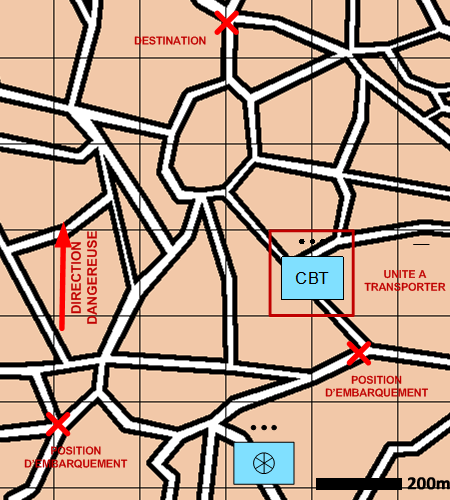 DESTINATION
DIRECTION
DANGEREUSE
CBT
UNITE A
TRANSPORTER
POSITION
D'EMBARQUEMENT
POSITION
D'EMBARQUEMENT
200m